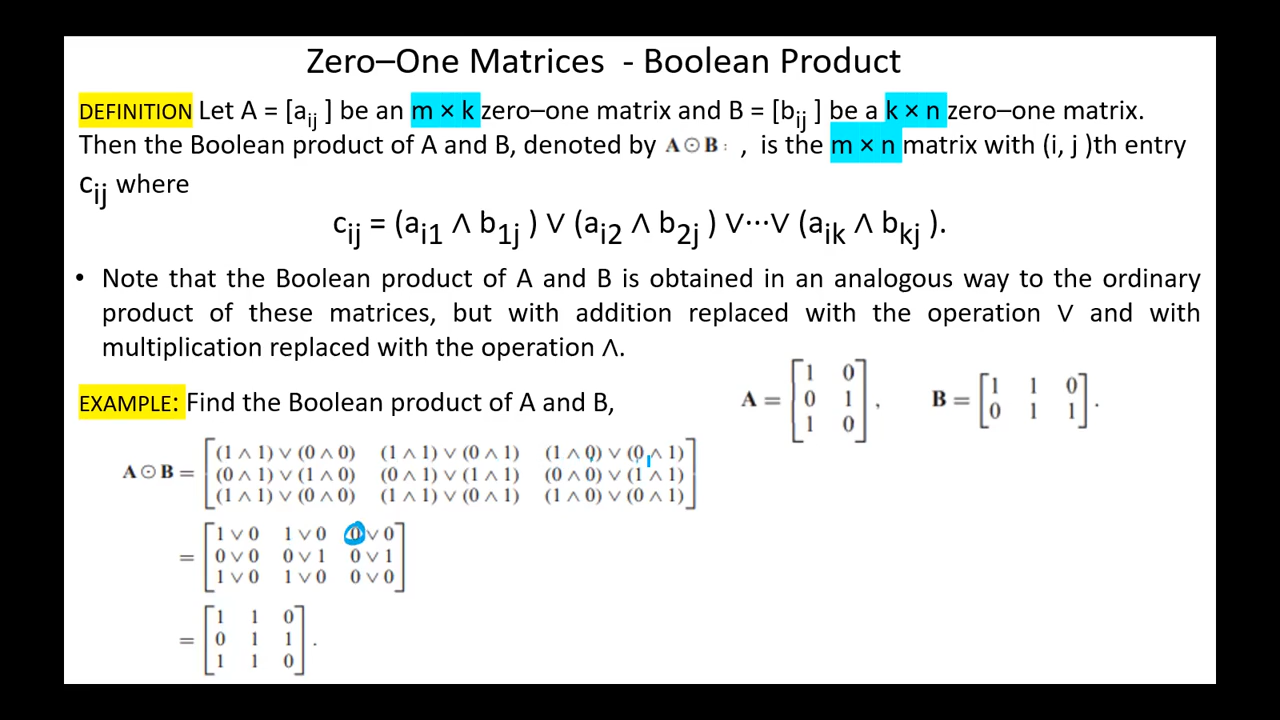 Zero–One Matrices - Boolean Product
DEFINITION Let A = [aij ] be an m × k zero–one matrix and B = [bij ] be a k × n zero–one matrix.
Then the Boolean product of A and B, denoted by A ⊙ B : , is the m × n matrix with (i, j )th entry
cij where
cij = (ai1 ∧ b1j ) ∨ (ai2 ∧ b2j ) ∨···∨ (aik ∧ bkj ).
• Note that the Boolean product of A and B is obtained in an analogous way to the ordinary
product of these matrices, but with addition replaced with the operation ∨ and with
multiplication replaced with the operation ∧.
EXAMPLE: Find the Boolean product of A and B,
A = [1 0
0 1
1 0] ,
B = [1 1 0
0 1 1] .
A ⊙ B = [(1 ∧ 1) ∨ (0 ∧ 0) (1 ∧ 1) ∨ (0 ∧ 1) (1 ∧ 0) ∨ (0 ∧ 1)
(0 ∧ 1) ∨ (1 ∧ 0) (0 ∧ 1) ∨ (1 ∧ 1) (0 ∧ 0) ∨ (1 ∧ 1)
(1 ∧ 1) ∨ (0 ∧ 0) (1 ∧ 1) ∨ (0 ∧ 1) (1 ∧ 0) ∨ (0 ∧ 1)]
= [1 ∨ 0 1 ∨ 0 0 ∨ 0
0 ∨ 0 0 ∨ 1 0 ∨ 1
1 ∨ 0 1 ∨ 0 0 ∨ 0]
= [1 1 0
0 1 1
1 1 0] .